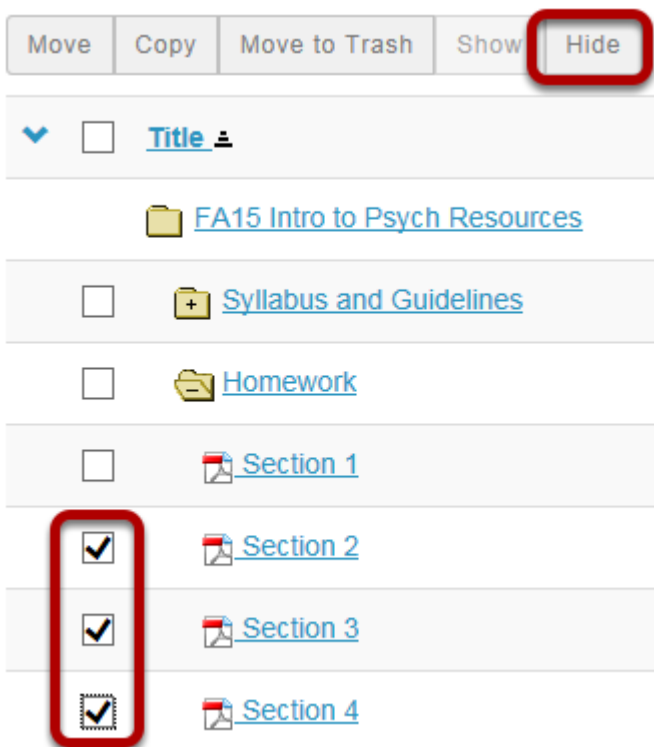 Move Copy Move to Trash Show Hide
Title
FA15 Intro to Psych Resources
Syllabus and Guidelines
Homework
Section 1
Section 2
Section 3
Section 4